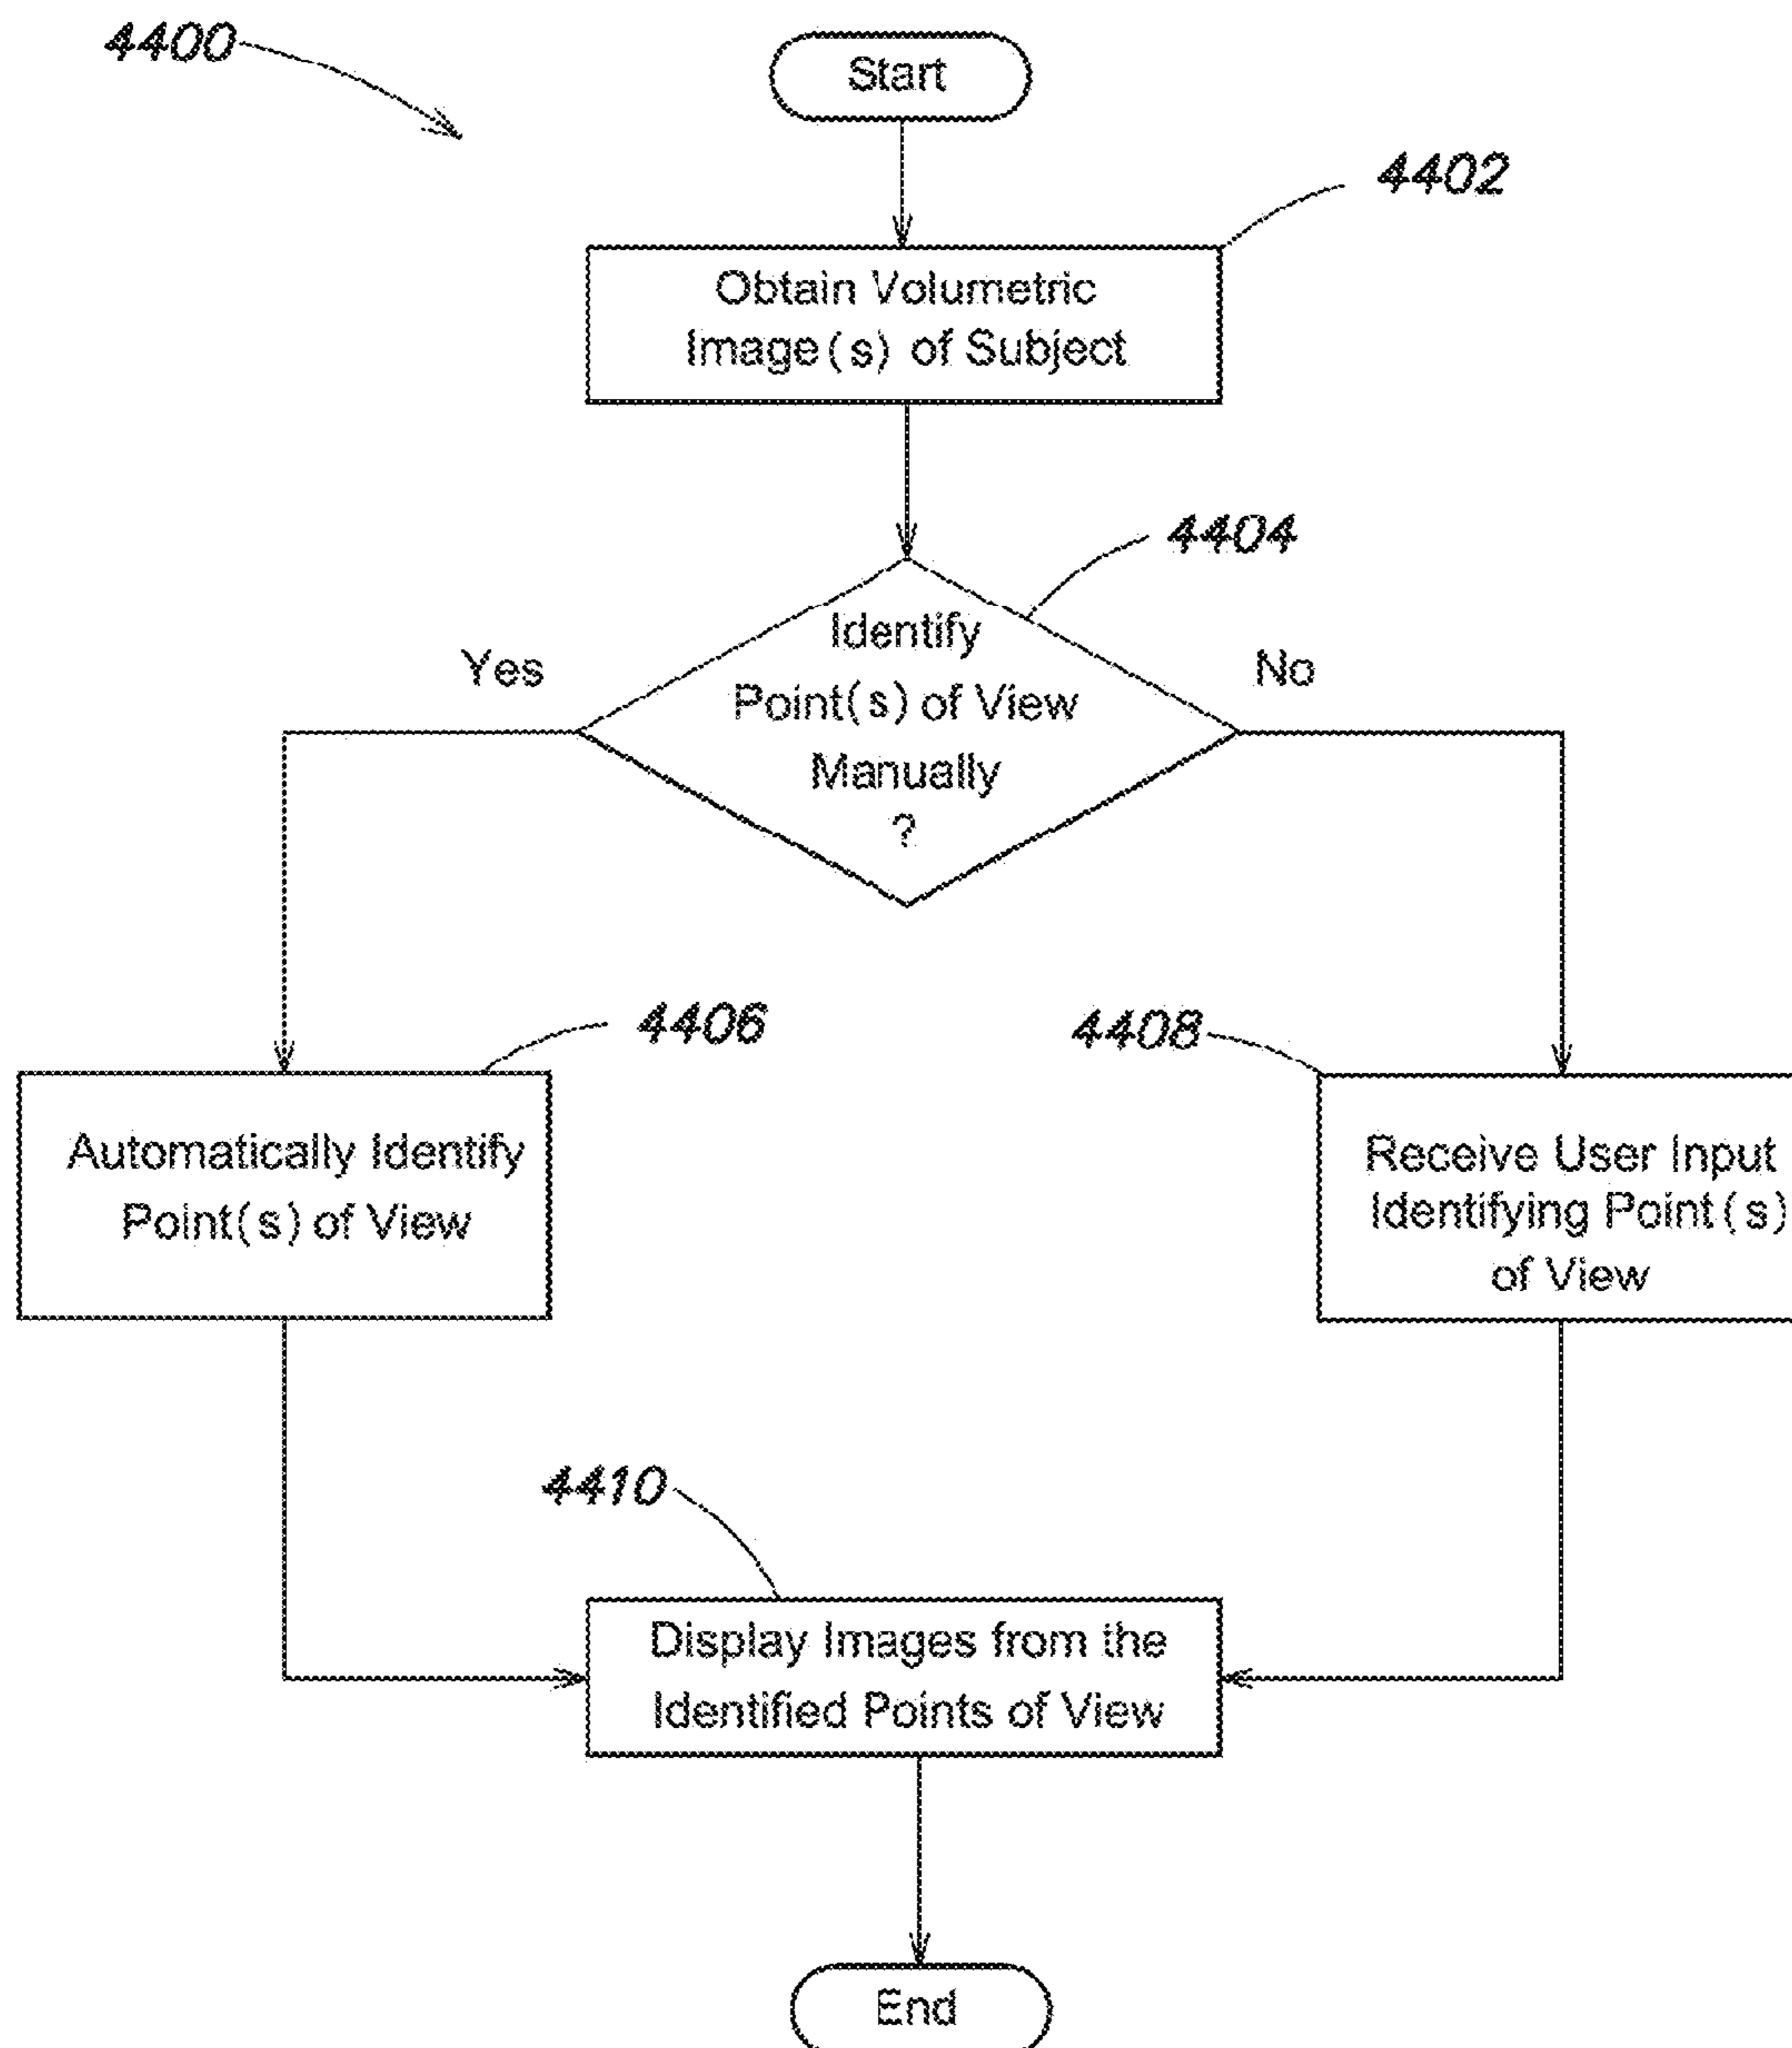 4400
Start
4402
Obtain Volumetric
Image(s) of Subject
4404
Identify
Point(s) of View
Manually
?
Yes
No
4406
4408
Automatically Identify
Point(s) of View
Receive User Input
Identifying Point(s)
of View
4410
Display Images from the
Identified Points of View
End